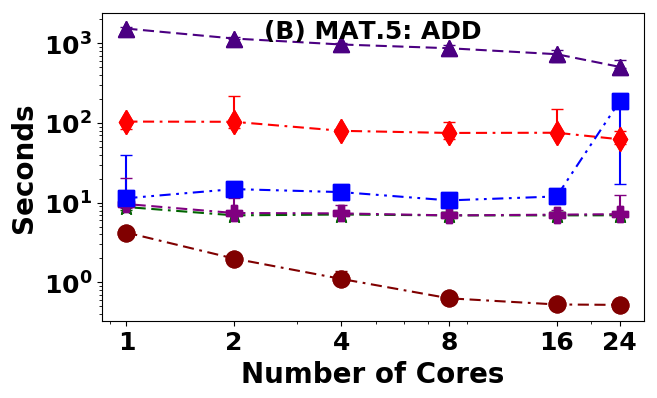 (B) MAT.5: ADD
Seconds
10³
10²
10¹
10⁰
1 2 4 8 16 24
Number of Cores